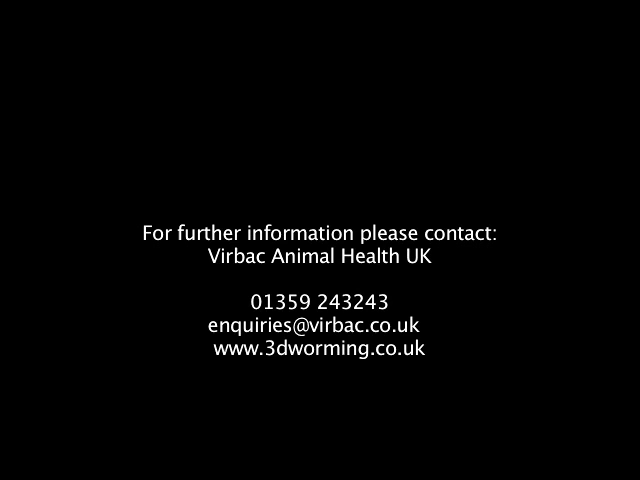 For further information please contact:
Virbac Animal Health UK
01359 243243
enquiries@virbac.co.uk
www.3dworming.co.uk